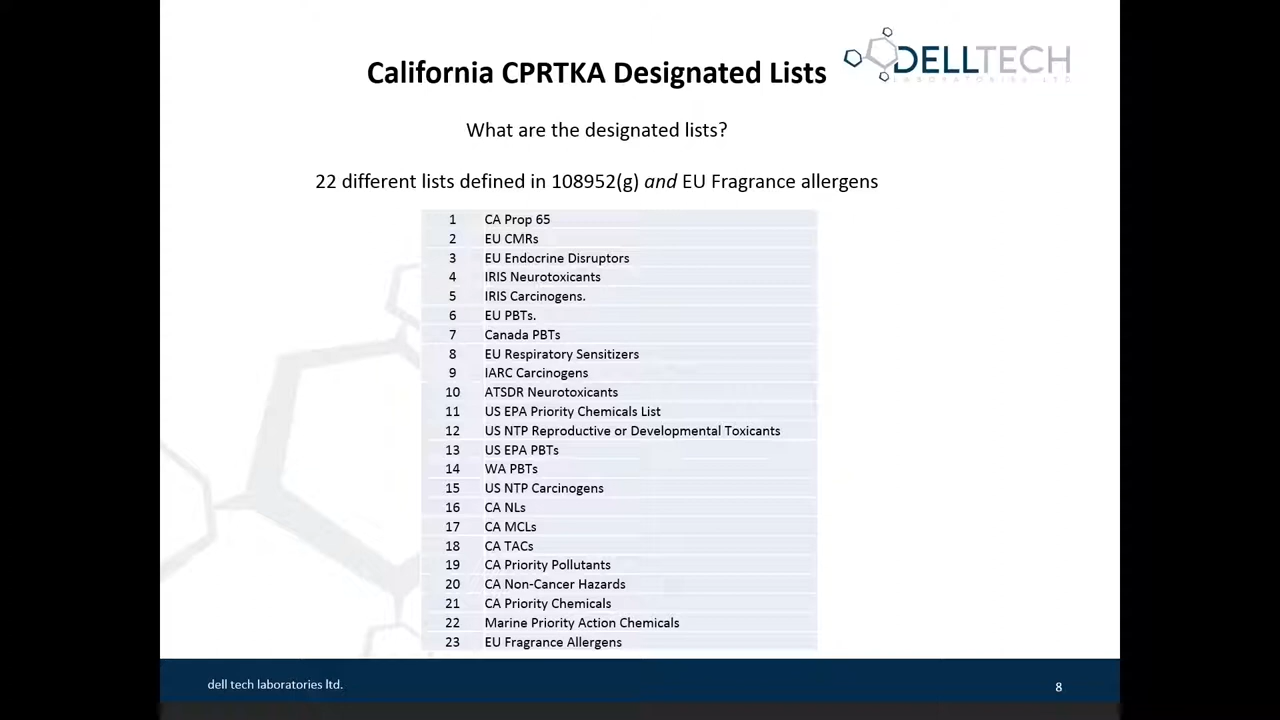 California CPRTKA Designated Lists
DELLTECH
LABORATORIES LTD.
What are the designated lists?
22 different lists defined in 108952(g) and EU Fragrance allergens
1 CA Prop 65
2 EU CMRs
3 EU Endocrine Disruptors
4 IRIS Neurotoxicants
5 IRIS Carcinogens.
6 EU PBTs.
7 Canada PBTs
8 EU Respiratory Sensitizers
9 IARC Carcinogens
10 ATSDR Neurotoxicants
11 US EPA Priority Chemicals List
12 US NTP Reproductive or Developmental Toxicants
13 US EPA PBTs
14 WA PBTs
15 US NTP Carcinogens
16 CA NLs
17 CA MCLs
18 CA TACs
19 CA Priority Pollutants
20 CA Non-Cancer Hazards
21 CA Priority Chemicals
22 Marine Priority Action Chemicals
23 EU Fragrance Allergens
dell tech laboratories ltd.
8